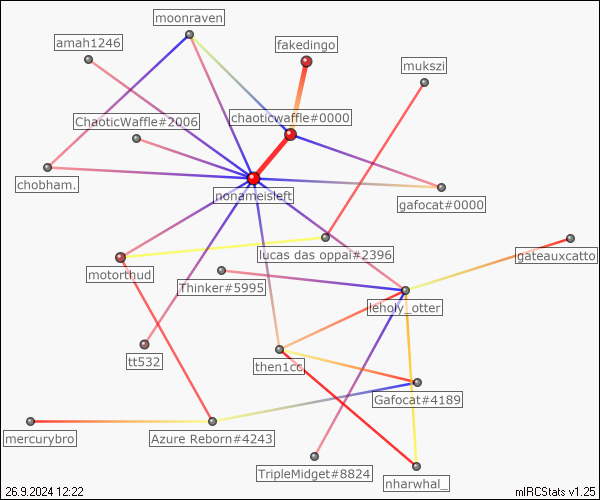 moonraven
amah1246
fakedingo
mukszi
ChaoticWaffle#2006
chaoticwaffle#0000
chobham.
nonameisleft
gafocat#0000
motorthud
lucas das oppai#2396
gateauxcatto
Thinker#5995
leholy_otter
tt532
then1cc
Gafocat#4189
mercurybro
Azure Reborn#4243
TripleMidget#8824
nharwhal_
26.9.2024 12:22
mIRCStats v1.25